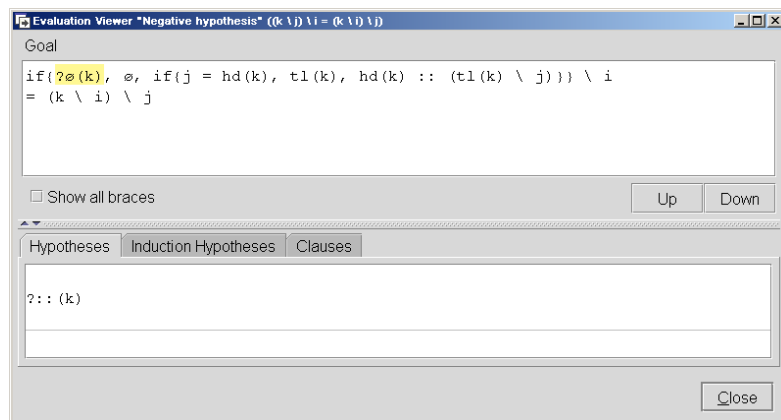 Evaluation Viewer "Negative hypothesis" ((k \ j) \ i = (k \ i) \ j)
Goal
if{?ø(k), ø, if{j = hd(k), tl(k), hd(k) :: (tl(k) \ j)}} \ i
= (k \ i) \ j
Show all braces
Up Down
Hypotheses Induction Hypotheses Clauses
?::(k)
Close